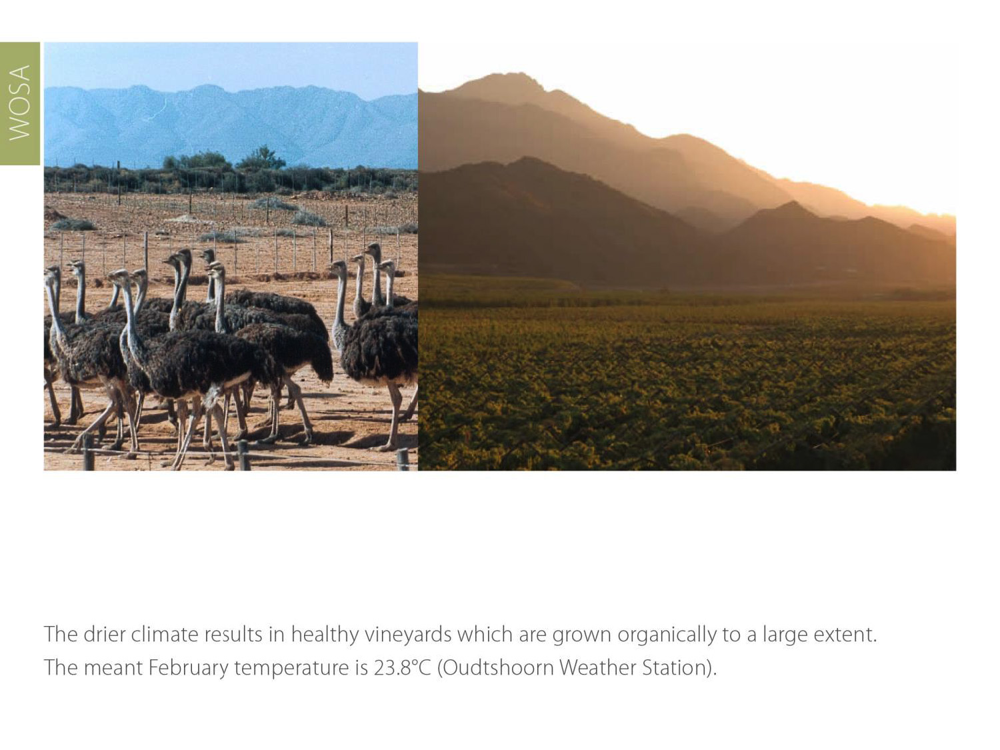 WOSA
The drier climate results in healthy vineyards which are grown organically to a large extent.
The meant February temperature is 23.8°C (Oudtshoorn Weather Station).